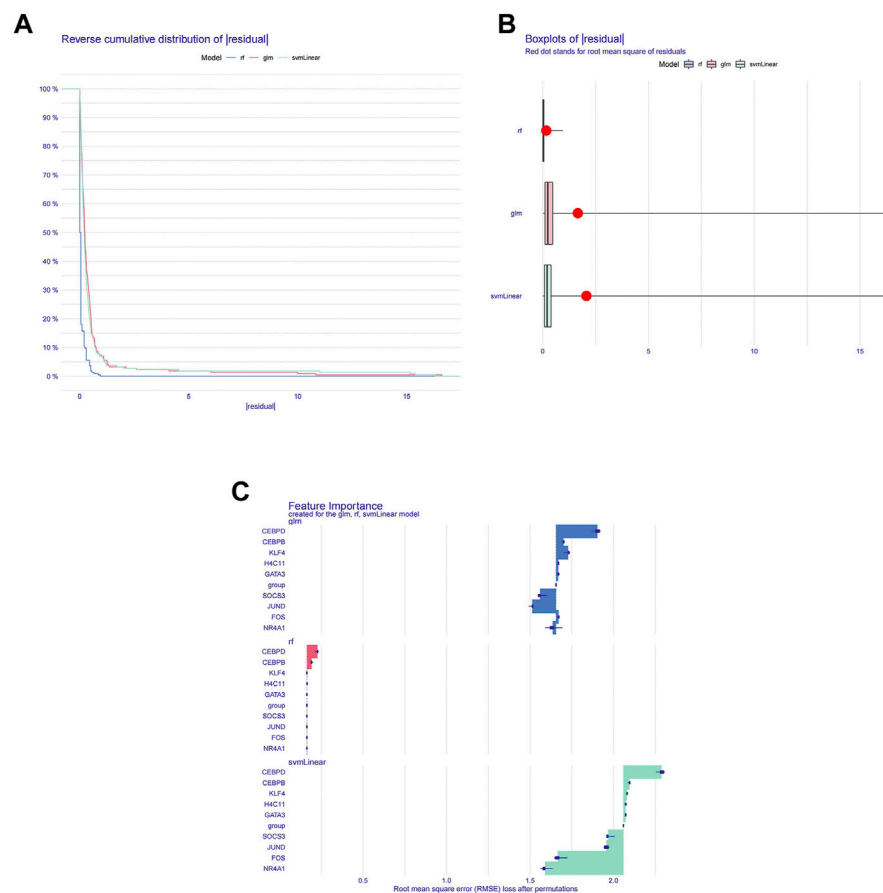 A
Reverse cumulative distribution of |residual|
Model rf glm svmLinear
100 %
90 %
80 %
70 %
60 %
50 %
40 %
30 %
20 %
10 %
0 %
0 5 10 15
|residual|
B
Boxplots of |residual|
Red dot stands for root mean square of residuals
Model rf glm svmLinear
rf
glm
svmLinear
0 5 10 15
C
Feature Importance
created for the glm, rf, svmLinear model
glm
CEBPD
CEBPB
KLF4
H4C11
GATA3
group
SOCS3
JUND
FOS
NR4A1
rf
CEBPD
CEBPB
KLF4
H4C11
GATA3
group
SOCS3
JUND
FOS
NR4A1
svmLinear
CEBPD
CEBPB
KLF4
H4C11
GATA3
group
SOCS3
JUND
FOS
NR4A1
0.5 1.0 1.5 2.0
Root mean square error (RMSE) loss after permutations